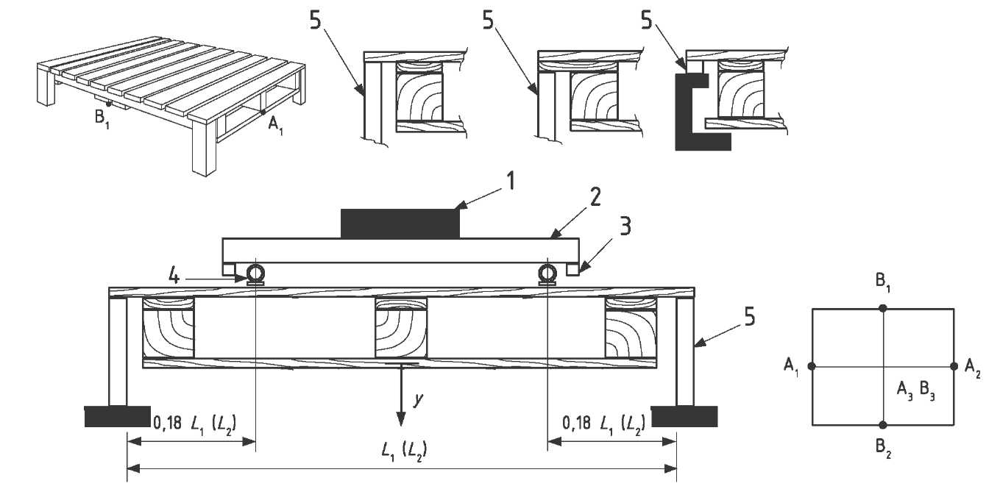 5 5 5
B₁ A₁
1
2
3
4
5
y
0,18 L₁ (L₂) 0,18 L₁ (L₂)
L₁ (L₂)
B₁
A₁ A₂
A₃ B₃
B₂